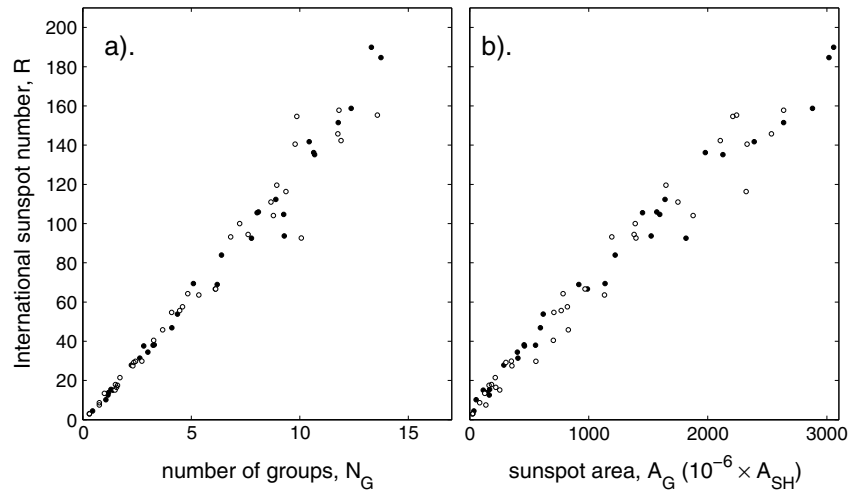 a).
b).
International sunspot number, R
200
180
160
140
120
100
80
60
40
20
0
0 5 10 15
0 1000 2000 3000
number of groups, N_G
sunspot area, A_G (10⁻⁶ × A_SH)